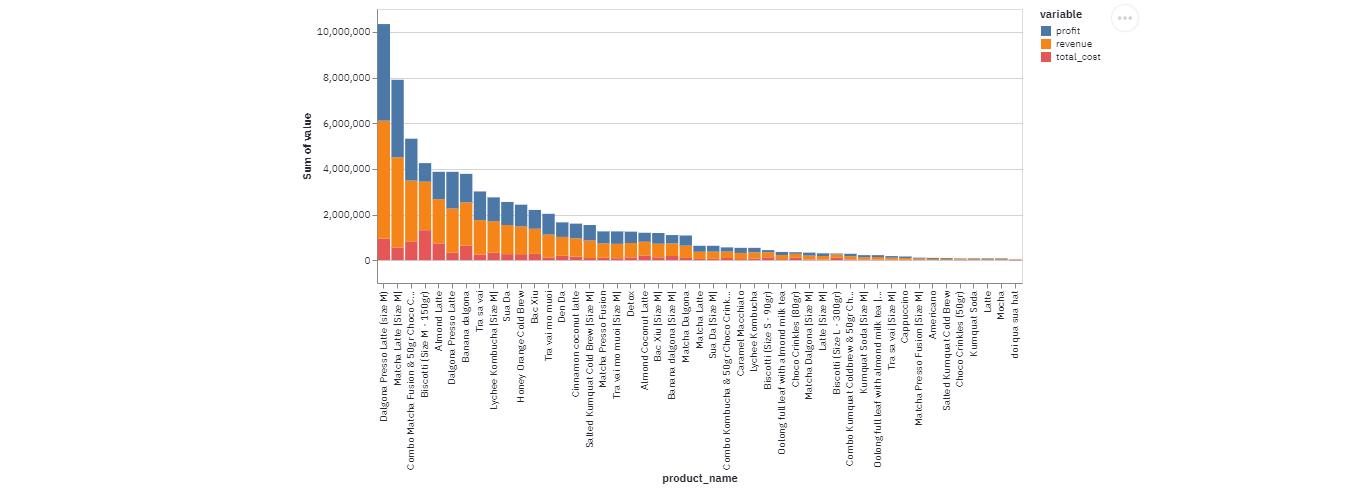 variable
profit
revenue
total_cost
Sum of value
10,000,000
8,000,000
6,000,000
4,000,000
2,000,000
0
Dalgona Presso Latte (size M)
Matcha Latte [Size M]
Combo Matcha Fusion & 50gr Choco C...
Biscotti (Size M - 150gr)
Almond Latte
Dalgona Presso Latte
Banana dalgona
Tra sa vai
Lychee Kombucha [Size M]
Sua Da
Honey Orange Cold Brew
Bac Xiu
Tra vai mo muoi
Den Da
Cinnamon coconut latte
Salted Kumquat Cold Brew [Size M]
Matcha Presso Fusion
Tra vai mo muoi [Size M]
Detox
Almond Coconut Latte
Bac Xiu [Size M]
Banana dalgona [Size M]
Matcha Dalgona
Matcha Latte
Sua Da [Size M]
Combo Kombucha & 50gr Choco Crink...
Caramel Macchiato
Lychee Kombucha
Biscotti (Size S - 90gr)
Oolong full leaf with almond milk tea
Choco Crinkles (80gr)
Matcha Dalgona [Size M]
Latte [Size M]
Biscotti (Size L - 300gr)
Combo Kumquat Coldbrew & 50gr Ch...
Kumquat Soda [Size M]
Oolong full leaf with almond milk tea [...
Tra sa vai [Size M]
Cappuccino
Matcha Presso Fusion [Size M]
Americano
Salted Kumquat Cold Brew
Choco Crinkles (50gr)
Kumquat Soda
Latte
Mocha
doi qua sua hat
product_name